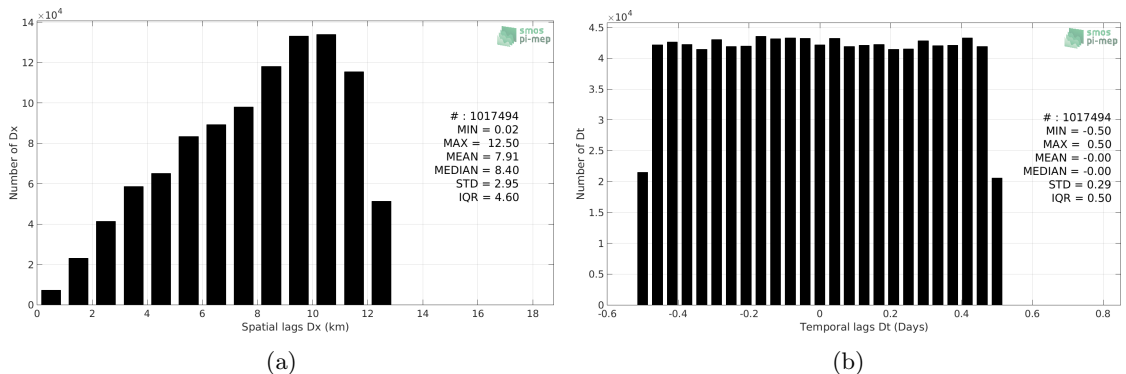 ×10⁴
14
12
10
8
6
4
2
0
Number of Dx
smos
pi-mep
# : 1017494
MIN = 0.02
MAX = 12.50
MEAN = 7.91
MEDIAN = 8.40
STD = 2.95
IQR = 4.60
0 2 4 6 8 10 12 14 16 18
Spatial lags Dx (km)
(a)
×10⁴
4.5
4
3.5
3
2.5
2
1.5
1
0.5
0
Number of Dt
smos
pi-mep
# : 1017494
MIN = -0.50
MAX = 0.50
MEAN = -0.00
MEDIAN = -0.00
STD = 0.29
IQR = 0.50
-0.6 -0.4 -0.2 0 0.2 0.4 0.6 0.8
Temporal lags Dt (Days)
(b)